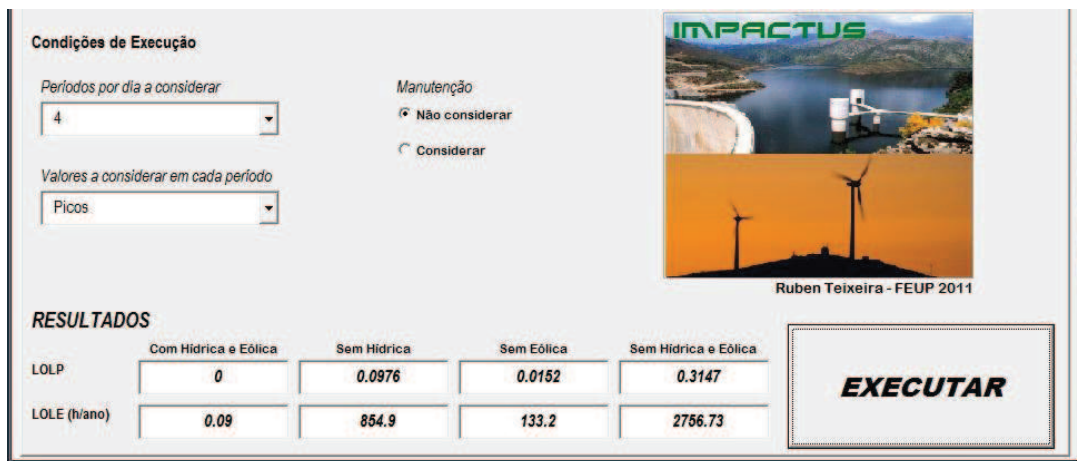 IMPACTUS
Condições de Execução
Períodos por dia a considerar
4
Manutenção
Não considerar
Considerar
Valores a considerar em cada período
Picos
Ruben Teixeira - FEUP 2011
RESULTADOS
Com Hídrica e Eólica Sem Hídrica Sem Eólica Sem Hídrica e Eólica
LOLP 0 0.0976 0.0152 0.3147
LOLE (h/ano) 0.09 854.9 133.2 2756.73
EXECUTAR